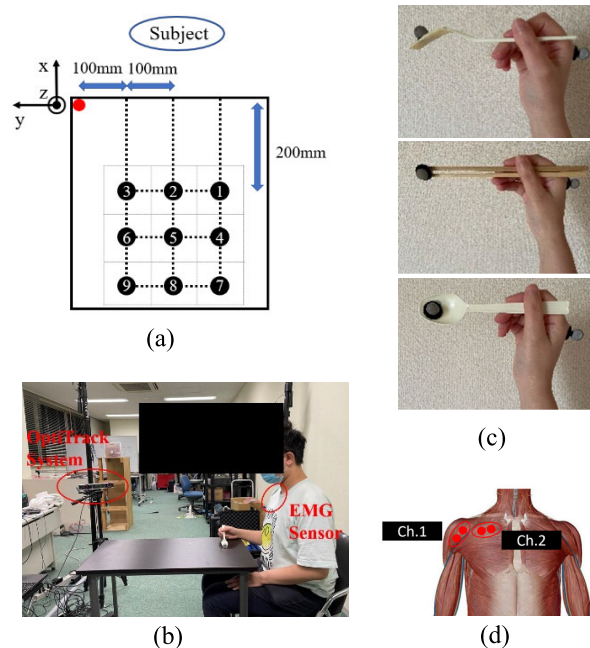 Subject
x
100mm 100mm
z
y
200mm
3 2 1
6 5 4
9 8 7
(a)
OptiTrack
System
EMG
Sensor
(b)
(c)
Ch.1
Ch.2
(d)